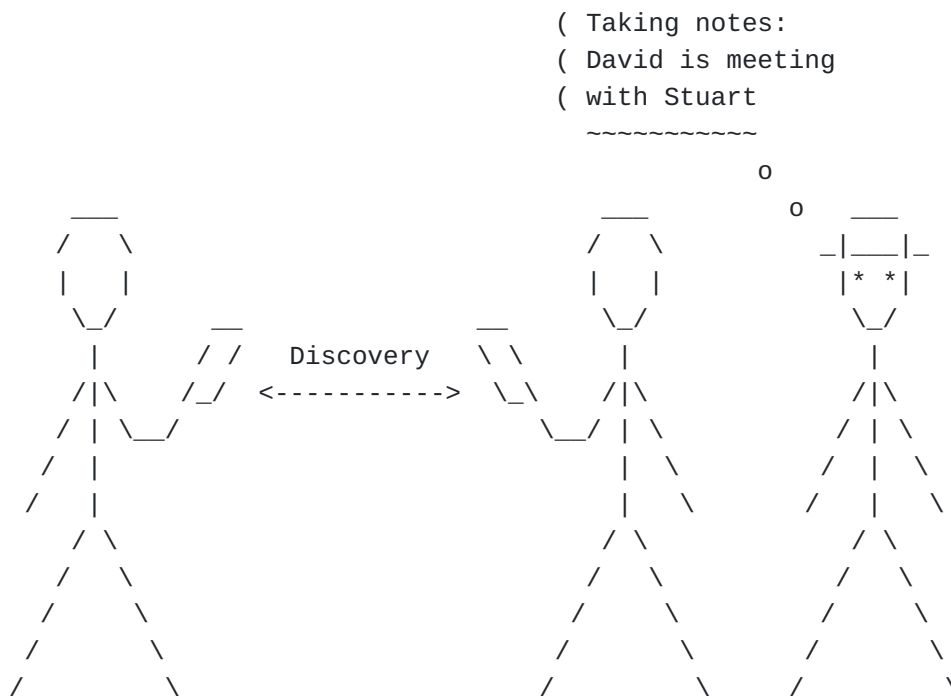 ( Taking notes:
( David is meeting
( with Stuart
Discovery